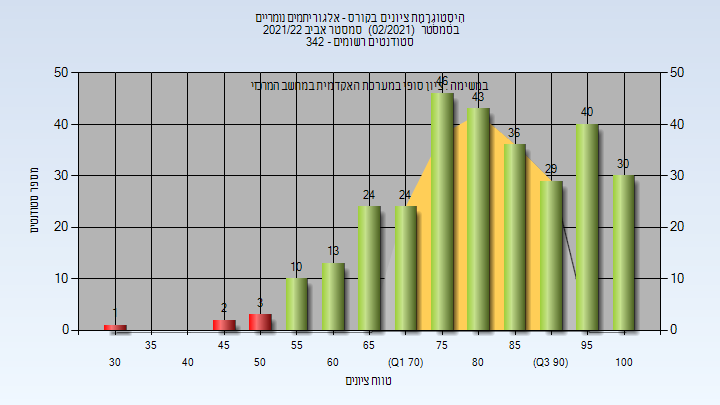 היסטוגרמת ציונים בקורס - אלגוריתמים נומריים
בסמסטר (02/2021) סמסטר אביב 2021/22
סטודנטים רשומים - 342
במשימה : ציון סופי במערכת האקדמית במחשב המרכזי
מספר סטודנטים
50 50
40 40
30 30
20 20
10 10
0 0
1 2 3 10 13 24 24 46 43 36 29 40 30
35 45 55 65 75 85 95
30 40 50 60 (Q1 70) 80 (Q3 90) 100
טווח ציונים